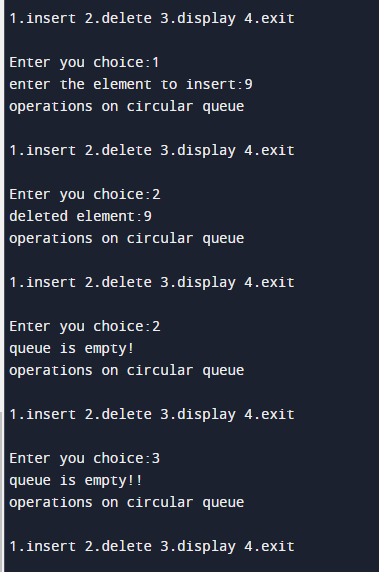 1.insert 2.delete 3.display 4.exit
Enter you choice:1
enter the element to insert:9
operations on circular queue
1.insert 2.delete 3.display 4.exit
Enter you choice:2
deleted element:9
operations on circular queue
1.insert 2.delete 3.display 4.exit
Enter you choice:2
queue is empty!
operations on circular queue
1.insert 2.delete 3.display 4.exit
Enter you choice:3
queue is empty!!
operations on circular queue
1.insert 2.delete 3.display 4.exit